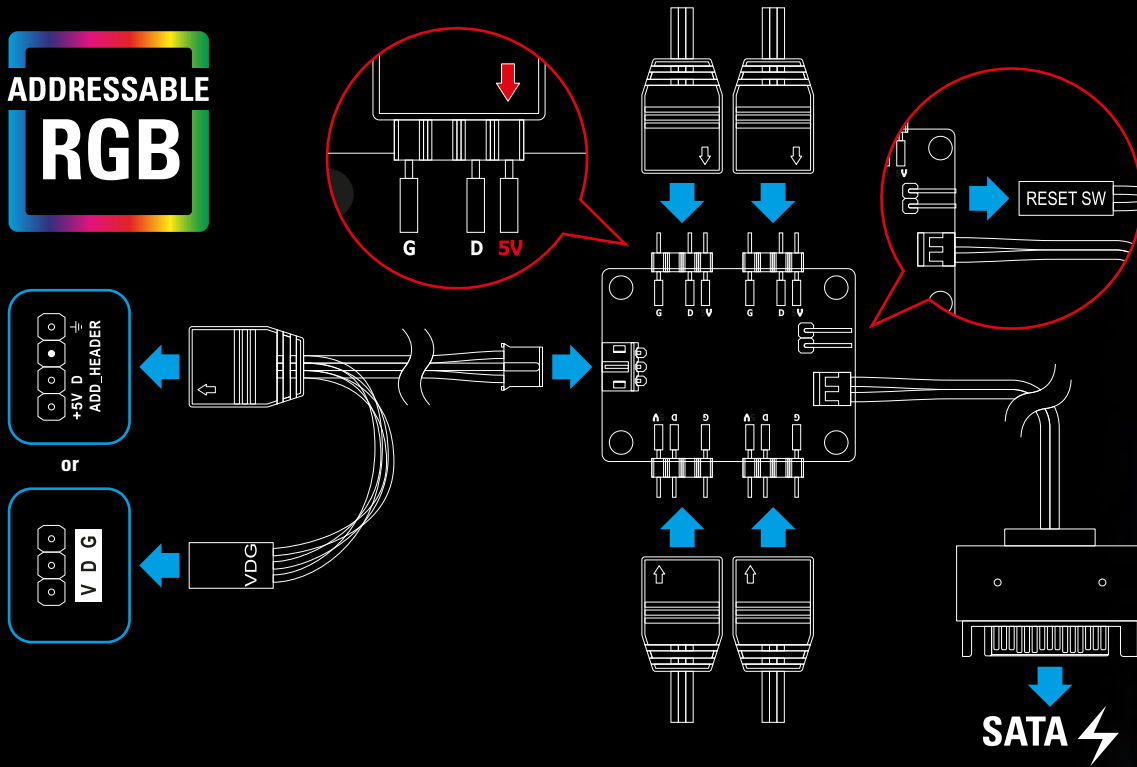 ADDRESSABLE
RGB
G D 5V
RESET SW
V
G D V
G D V
+5V D
ADD_HEADER
or
V D G
VDG
V D G
V D G
SATA